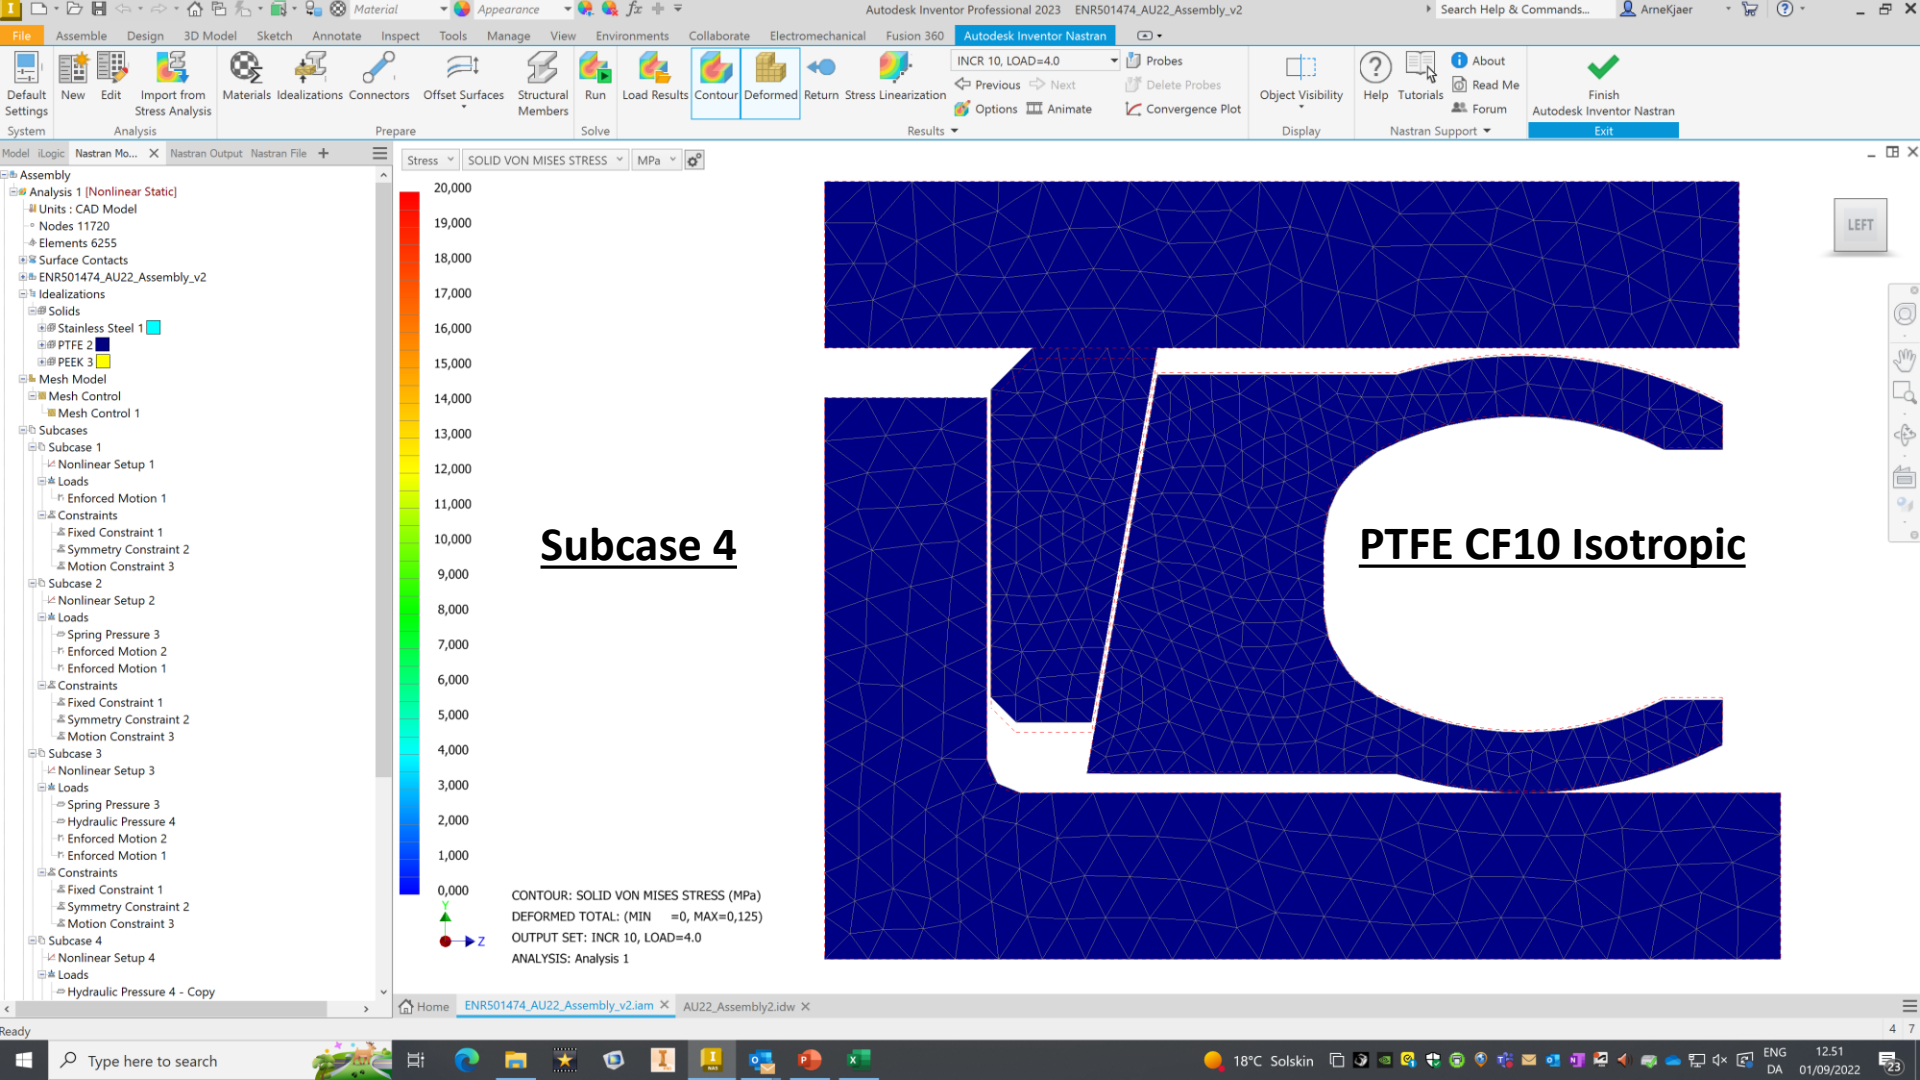 Material
Appearance
fx
Autodesk Inventor Professional 2023 ENR501474_AU22_Assembly_v2
Search Help & Commands...
ArneKjaer
File Assemble Design 3D Model Sketch Annotate Inspect Tools Manage View Environments Collaborate Electromechanical Fusion 360 Autodesk Inventor Nastran
Default Settings
New
Edit
Import from Stress Analysis
Materials
Idealizations
Connectors
Offset Surfaces
Structural Members
Run
Load Results
Contour
Deformed
Return
Stress Linearization
INCR 10, LOAD=4.0
Previous Next
Options Animate
Probes
Delete Probes
Convergence Plot
Object Visibility
Help
Tutorials
About
Read Me
Forum
Finish
Autodesk Inventor Nastran
System Analysis Prepare Solve Results Display Nastran Support Exit
Model iLogic Nastran Mo... Nastran Output Nastran File
Assembly
Analysis 1 [Nonlinear Static]
Units : CAD Model
Nodes 11720
Elements 6255
Surface Contacts
ENR501474_AU22_Assembly_v2
Idealizations
Solids
Stainless Steel 1
PTFE 2
PEEK 3
Mesh Model
Mesh Control
Mesh Control 1
Subcases
Subcase 1
Nonlinear Setup 1
Loads
Enforced Motion 1
Constraints
Fixed Constraint 1
Symmetry Constraint 2
Motion Constraint 3
Subcase 2
Nonlinear Setup 2
Loads
Spring Pressure 3
Enforced Motion 2
Enforced Motion 1
Constraints
Fixed Constraint 1
Symmetry Constraint 2
Motion Constraint 3
Subcase 3
Nonlinear Setup 3
Loads
Spring Pressure 3
Hydraulic Pressure 4
Enforced Motion 2
Enforced Motion 1
Constraints
Fixed Constraint 1
Symmetry Constraint 2
Motion Constraint 3
Subcase 4
Nonlinear Setup 4
Loads
Hydraulic Pressure 4 - Copy
Stress SOLID VON MISES STRESS MPa
20,000
19,000
18,000
17,000
16,000
15,000
14,000
13,000
12,000
11,000
10,000
9,000
8,000
7,000
6,000
5,000
4,000
3,000
2,000
1,000
0,000
Y
Z
Subcase 4
PTFE CF10 Isotropic
LEFT
CONTOUR: SOLID VON MISES STRESS (MPa)
DEFORMED TOTAL: (MIN =0, MAX=0,125)
OUTPUT SET: INCR 10, LOAD=4.0
ANALYSIS: Analysis 1
Home ENR501474_AU22_Assembly_v2.iam AU22_Assembly2.idw
Ready
4 7
Type here to search
18°C Solskin
ENG
DA
12.51
01/09/2022
23